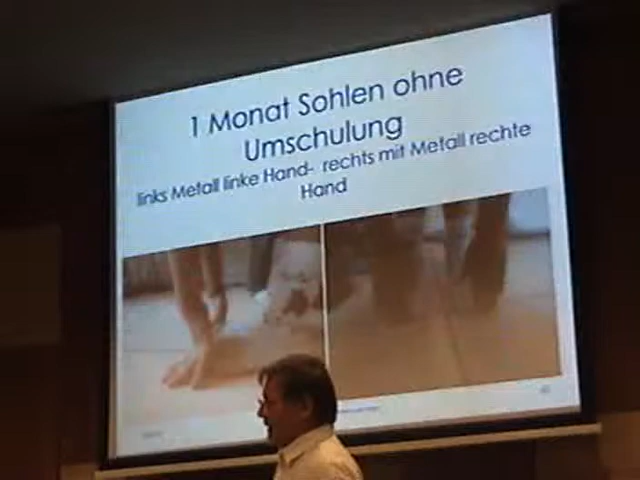 1 Monat Sohlen ohne
Umschulung
links Metall linke Hand- rechts mit Metall rechte
Hand